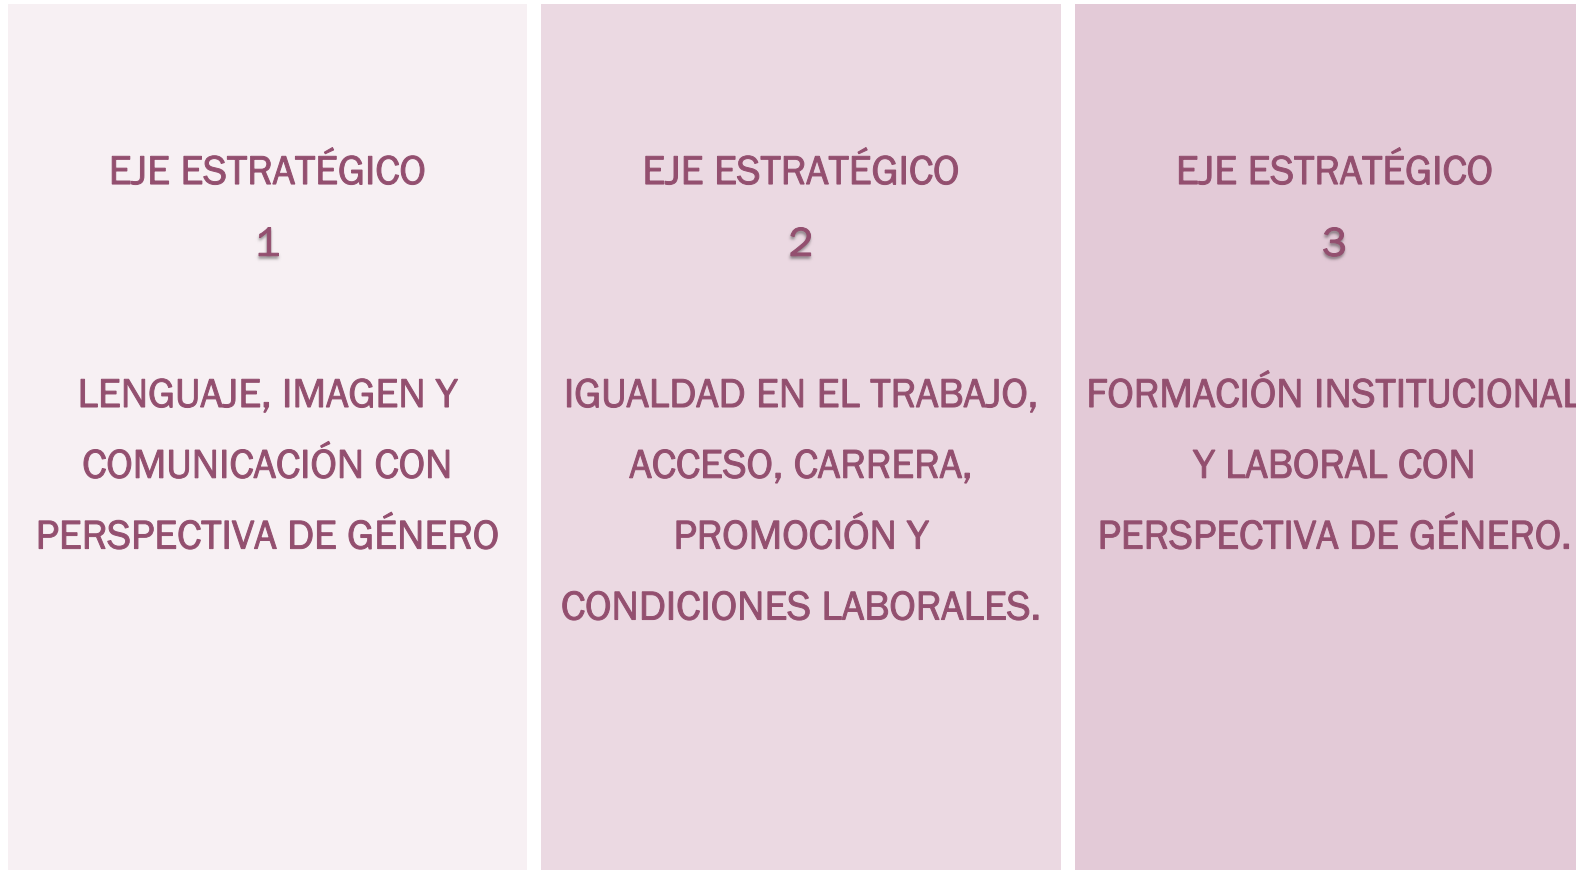 EJE ESTRATÉGICO
1
LENGUAJE, IMAGEN Y
COMUNICACIÓN CON
PERSPECTIVA DE GÉNERO
EJE ESTRATÉGICO
2
IGUALDAD EN EL TRABAJO,
ACCESO, CARRERA,
PROMOCIÓN Y
CONDICIONES LABORALES.
EJE ESTRATÉGICO
3
FORMACIÓN INSTITUCIONAL
Y LABORAL CON
PERSPECTIVA DE GÉNERO.